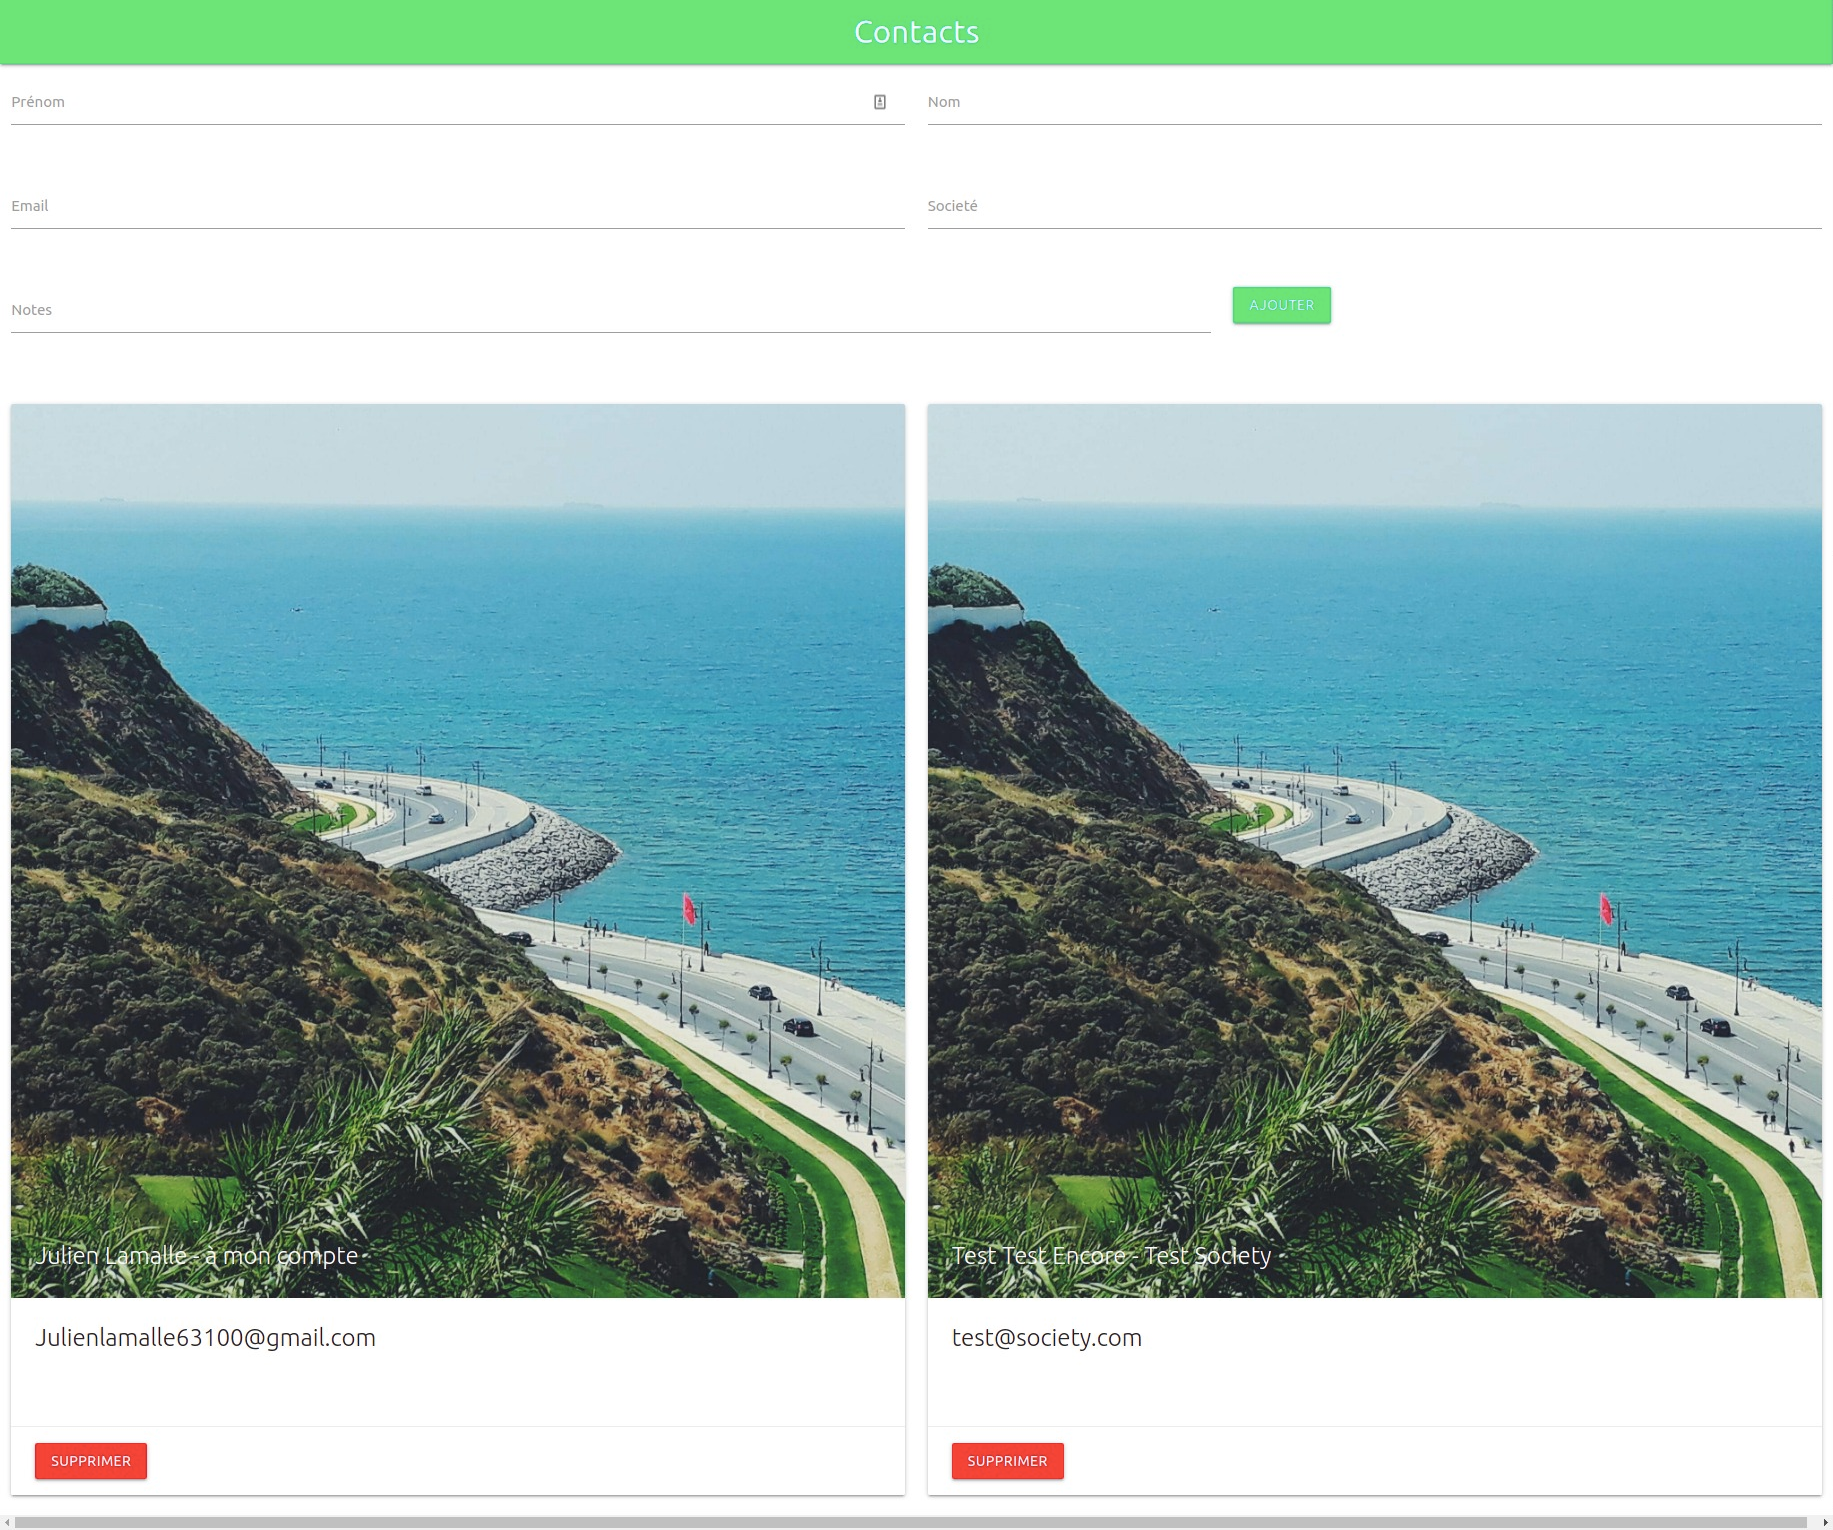 Contacts
Prénom
Nom
Email
Societé
Notes
AJOUTER
Julien Lamalle - à mon compte
Test Test Encore - Test Society
Julienlamalle63100@gmail.com
test@society.com
SUPPRIMER
SUPPRIMER